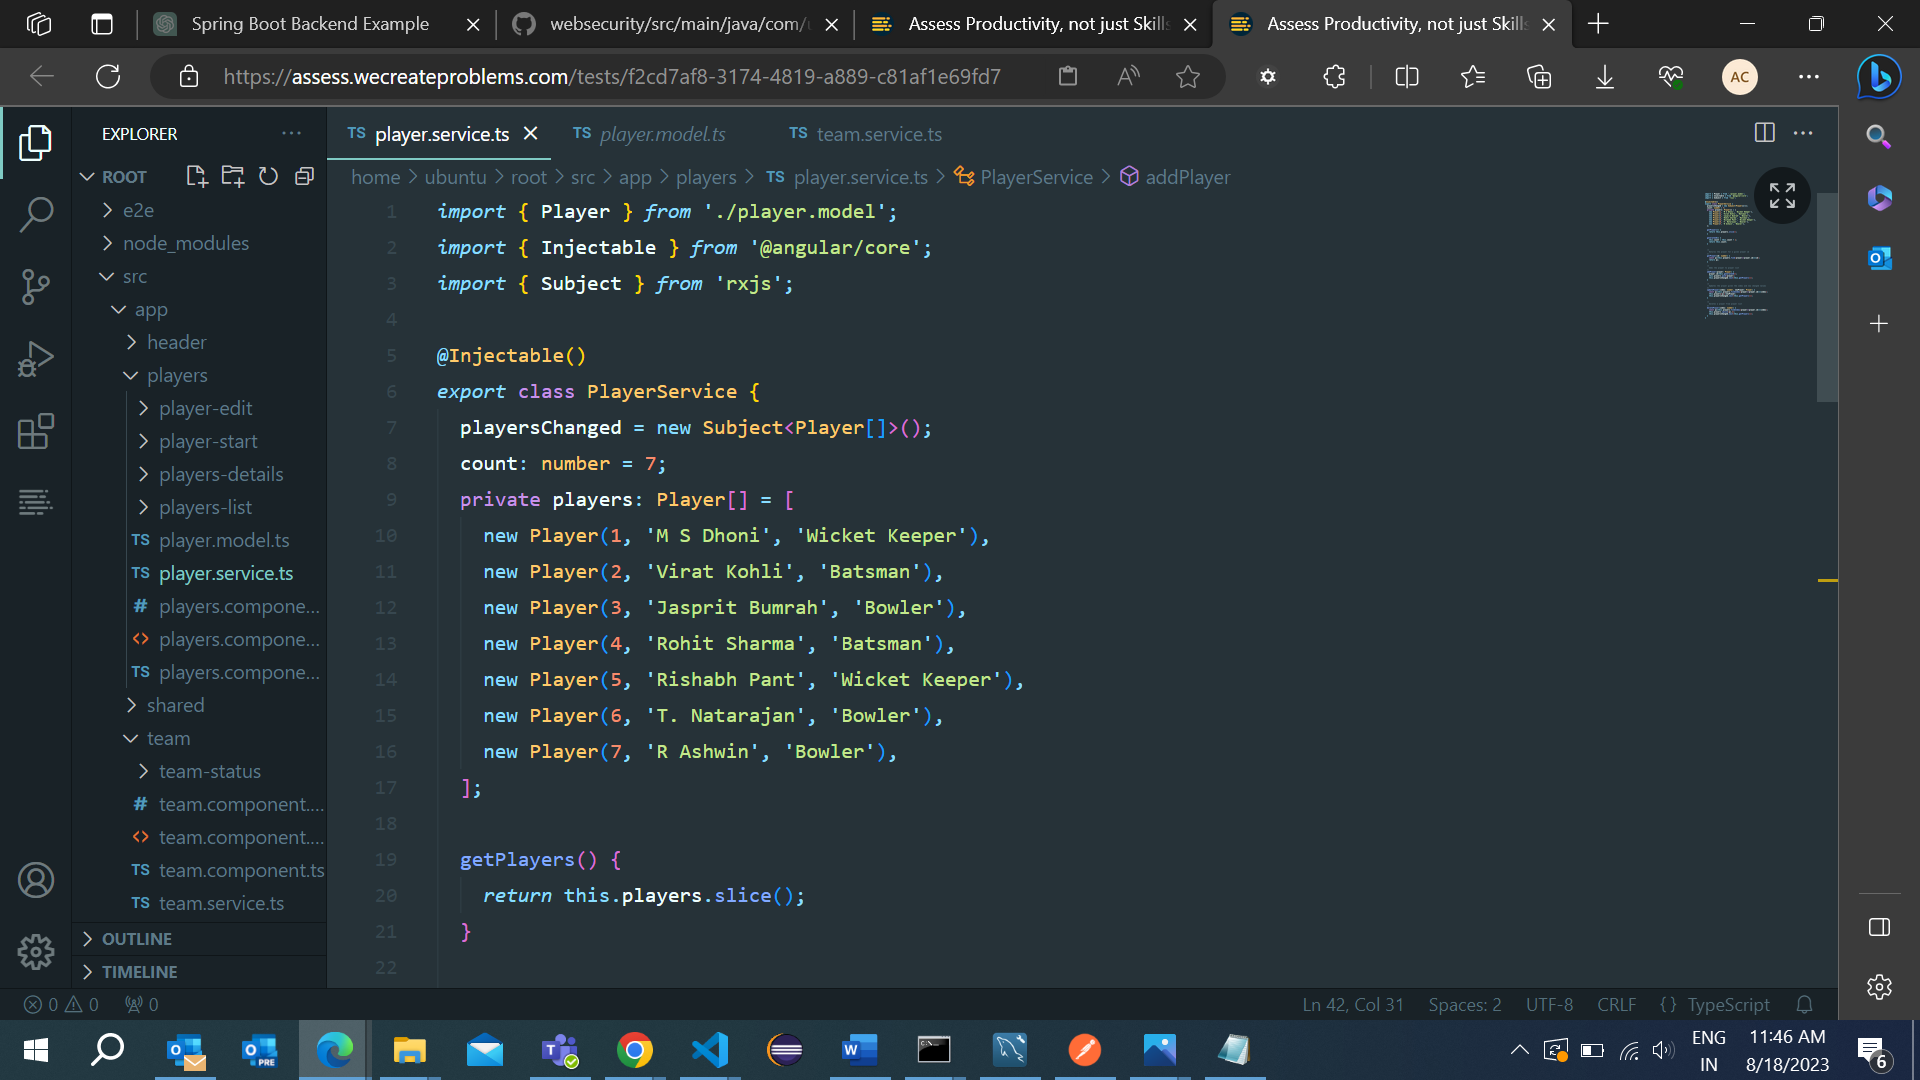 Spring Boot Backend Example
websecurity/src/main/java/com/
Assess Productivity, not just Skills
Assess Productivity, not just Skills
https://assess.wecreateproblems.com/tests/f2cd7af8-3174-4819-a889-c81af1e69fd7
AC
EXPLORER
ROOT
e2e
node_modules
src
app
header
players
player-edit
player-start
players-details
players-list
TS player.model.ts
TS player.service.ts
# players.compone...
<> players.compone...
TS players.compone...
shared
team
team-status
# team.component....
<> team.component....
TS team.component.ts
TS team.service.ts
OUTLINE
TIMELINE
TS player.service.ts
TS player.model.ts
TS team.service.ts
home > ubuntu > root > src > app > players > TS player.service.ts > PlayerService > addPlayer
1 import { Player } from './player.model';
2 import { Injectable } from '@angular/core';
3 import { Subject } from 'rxjs';
4
5 @Injectable()
6 export class PlayerService {
7 playersChanged = new Subject<Player[]>();
8 count: number = 7;
9 private players: Player[] = [
10 new Player(1, 'M S Dhoni', 'Wicket Keeper'),
11 new Player(2, 'Virat Kohli', 'Batsman'),
12 new Player(3, 'Jasprit Bumrah', 'Bowler'),
13 new Player(4, 'Rohit Sharma', 'Batsman'),
14 new Player(5, 'Rishabh Pant', 'Wicket Keeper'),
15 new Player(6, 'T. Natarajan', 'Bowler'),
16 new Player(7, 'R Ashwin', 'Bowler'),
17 ];
18
19 getPlayers() {
20 return this.players.slice();
21 }
22
0 0 0
Ln 42, Col 31 Spaces: 2 UTF-8 CRLF {} TypeScript
PRE
ENG
IN
11:46 AM
8/18/2023
6